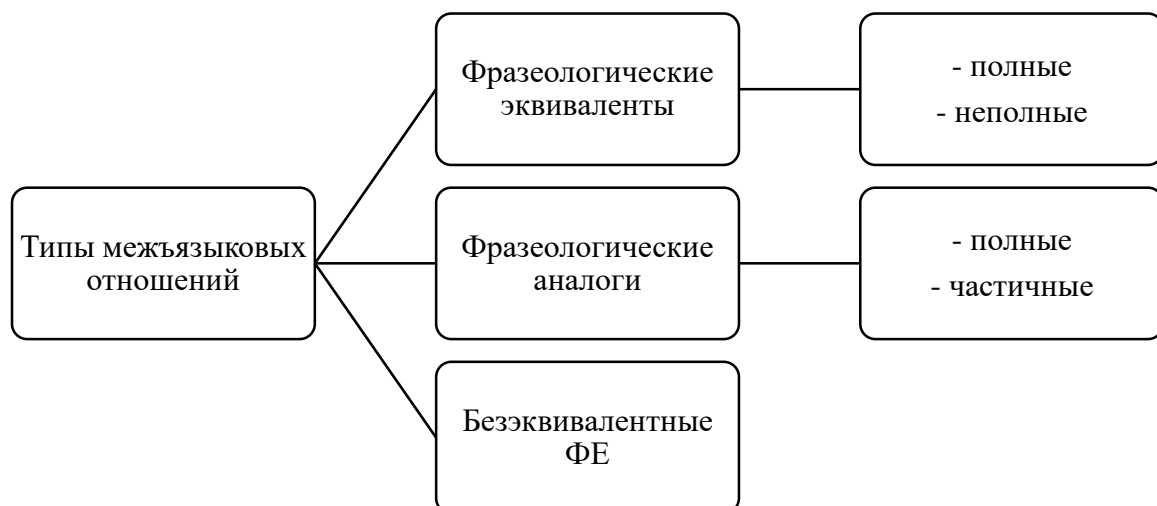 Типы межъязыковых
отношений
Фразеологические
эквиваленты
- полные
- неполные
Фразеологические
аналоги
- полные
- частичные
Безэквивалентные
ФЕ